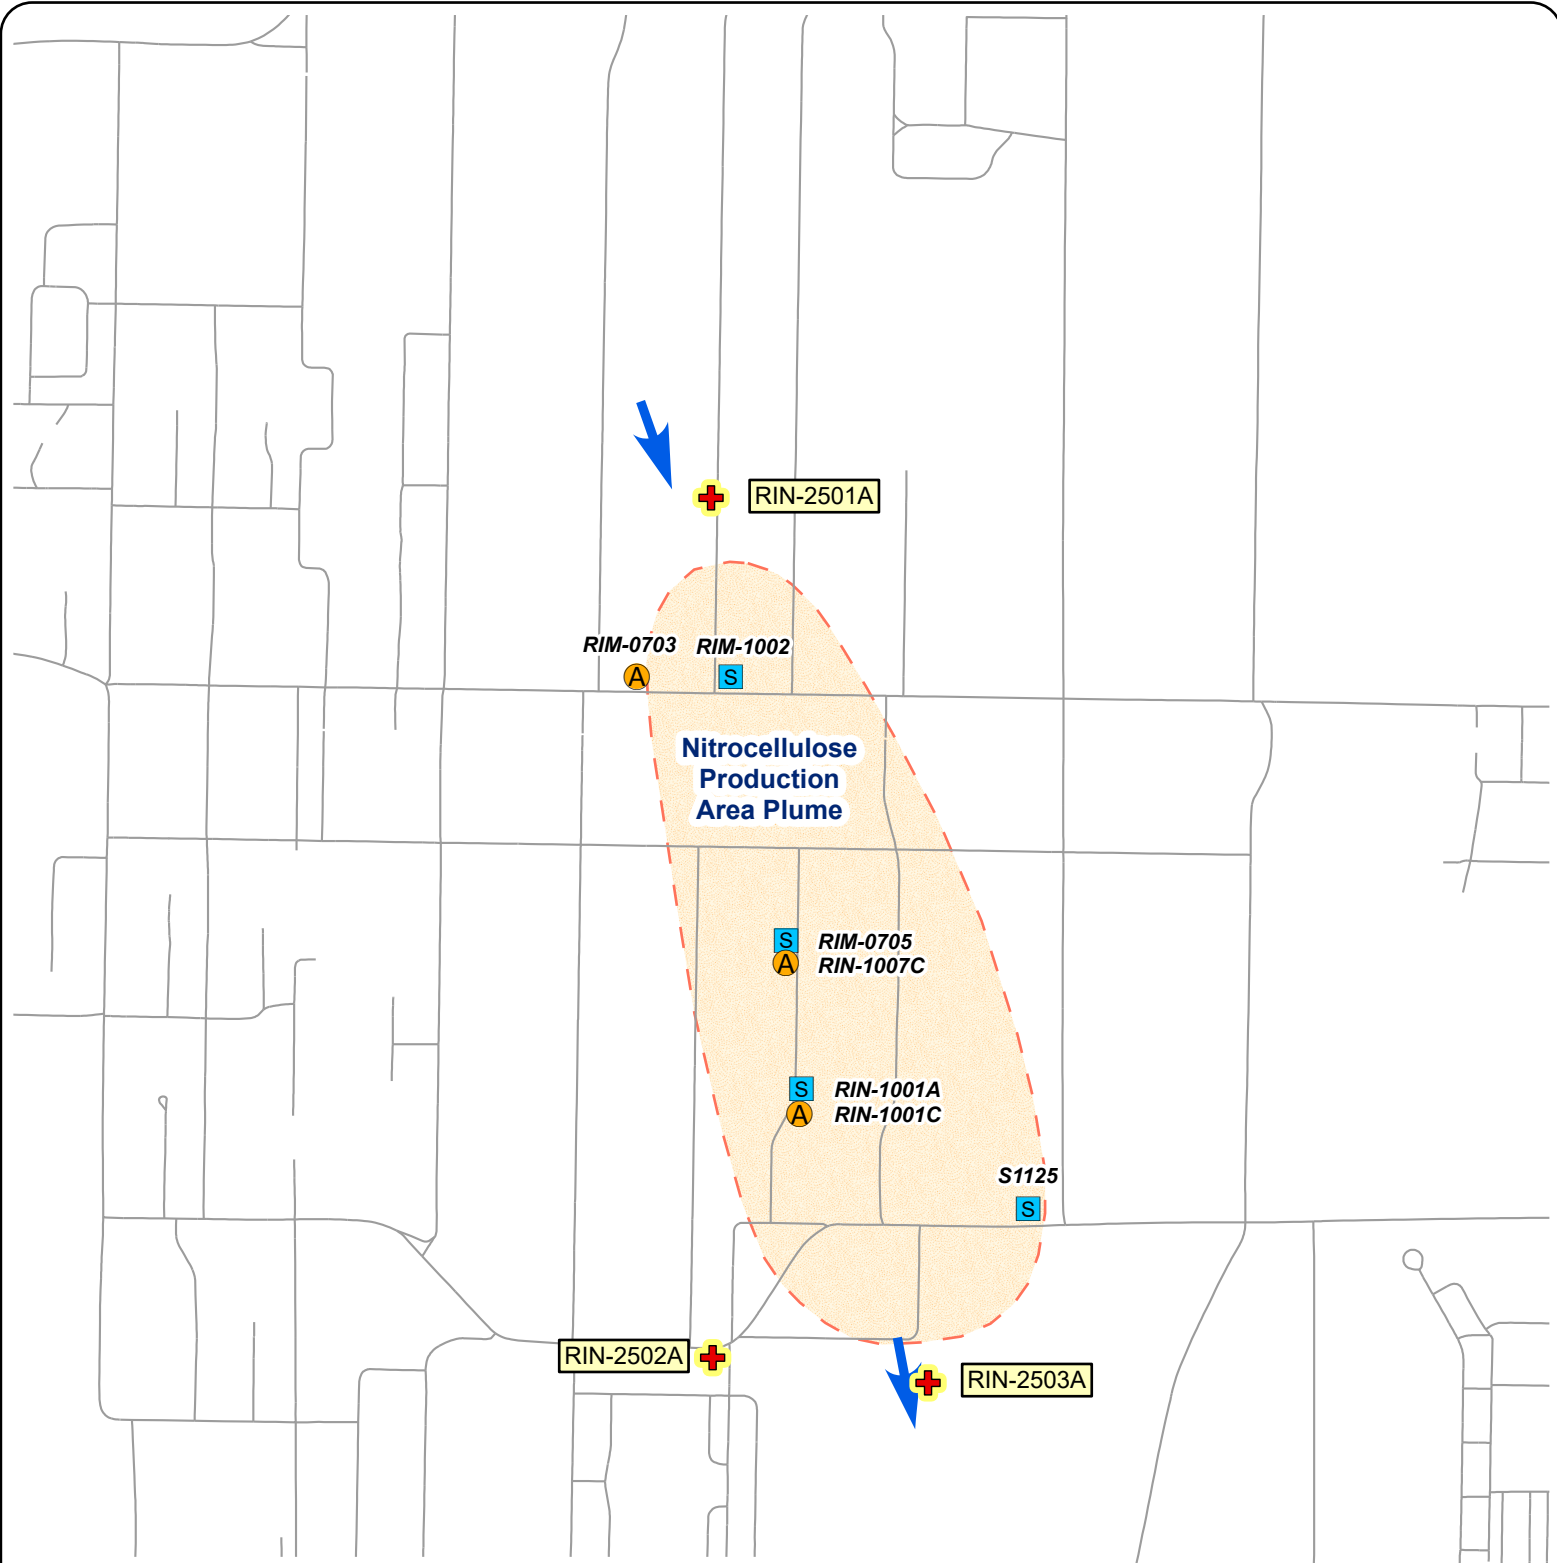 RIN-2501A
RIM-0703
RIM-1002
A
S
Nitrocellulose
Production
Area Plume
S
RIM-0705
A
RIN-1007C
S
RIN-1001A
A
RIN-1001C
S1125
S
RIN-2502A
RIN-2503A